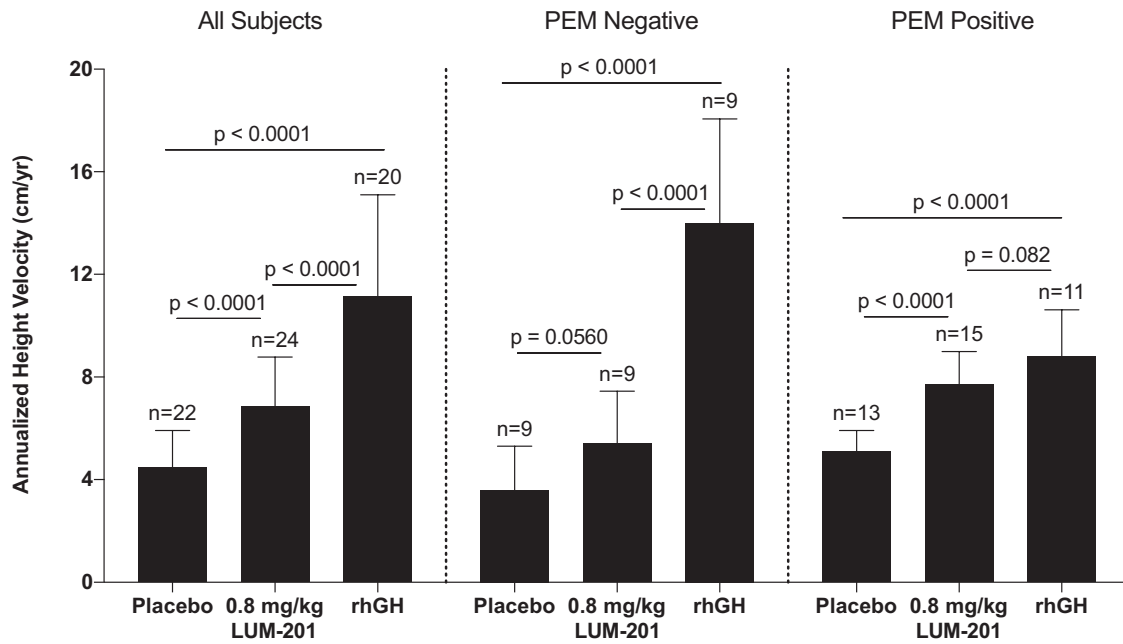 All Subjects
PEM Negative
PEM Positive
Annualized Height Velocity (cm/yr)
20
16
12
8
4
0
p < 0.0001
n=20
p < 0.0001
p < 0.0001
n=24
n=22
p < 0.0001
n=9
p < 0.0001
p = 0.0560
n=9
n=9
p < 0.0001
p = 0.082
n=11
p < 0.0001
n=15
n=13
Placebo
0.8 mg/kg
LUM-201
rhGH
Placebo
0.8 mg/kg
LUM-201
rhGH
Placebo
0.8 mg/kg
LUM-201
rhGH